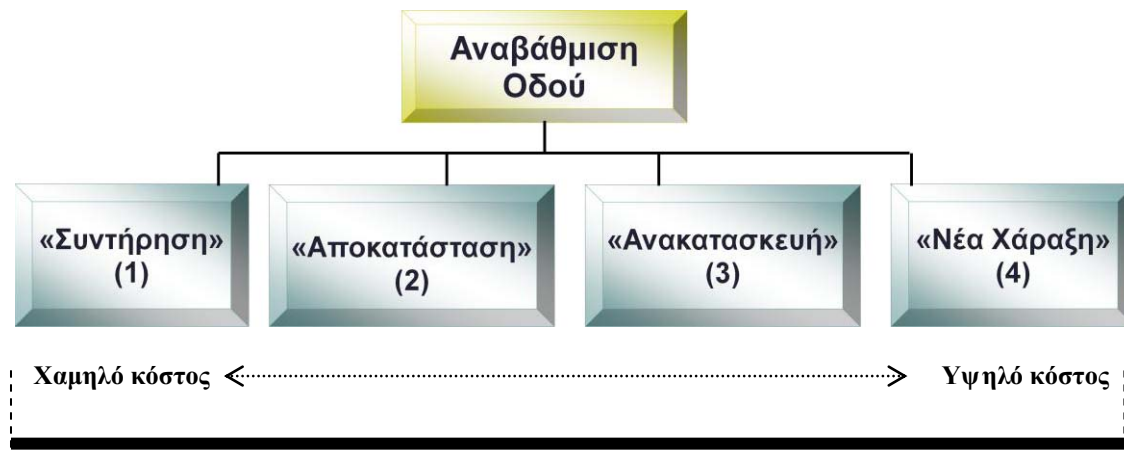 Αναβάθμιση
Οδού
«Συντήρηση»
(1)
«Αποκατάσταση»
(2)
«Ανακατασκευή»
(3)
«Νέα Χάραξη»
(4)
Χαμηλό κόστος
Υψηλό κόστος